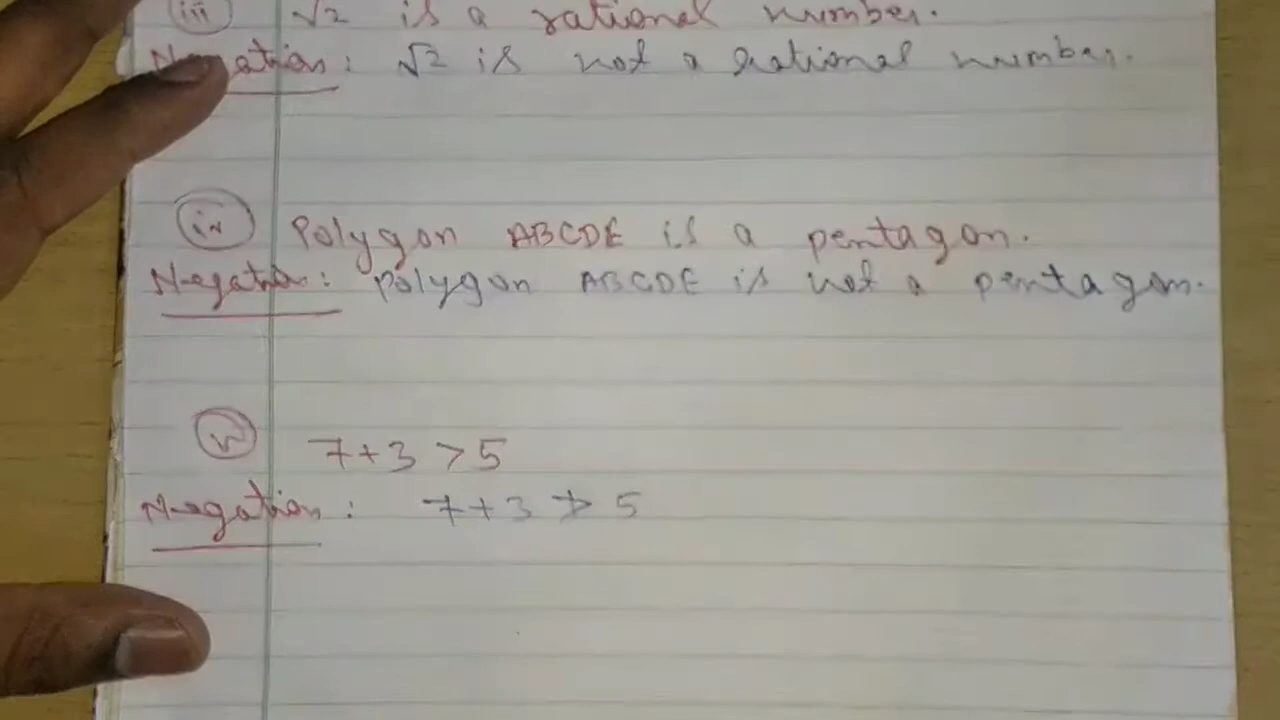 (iii) √2 is a rational number.
Negation: √2 is not a rational number.
(iv) Polygon ABCDE is a pentagon.
Negation: Polygon ABCDE is not a pentagon.
(v) 7+3 > 5
Negation: 7+3 ≯ 5